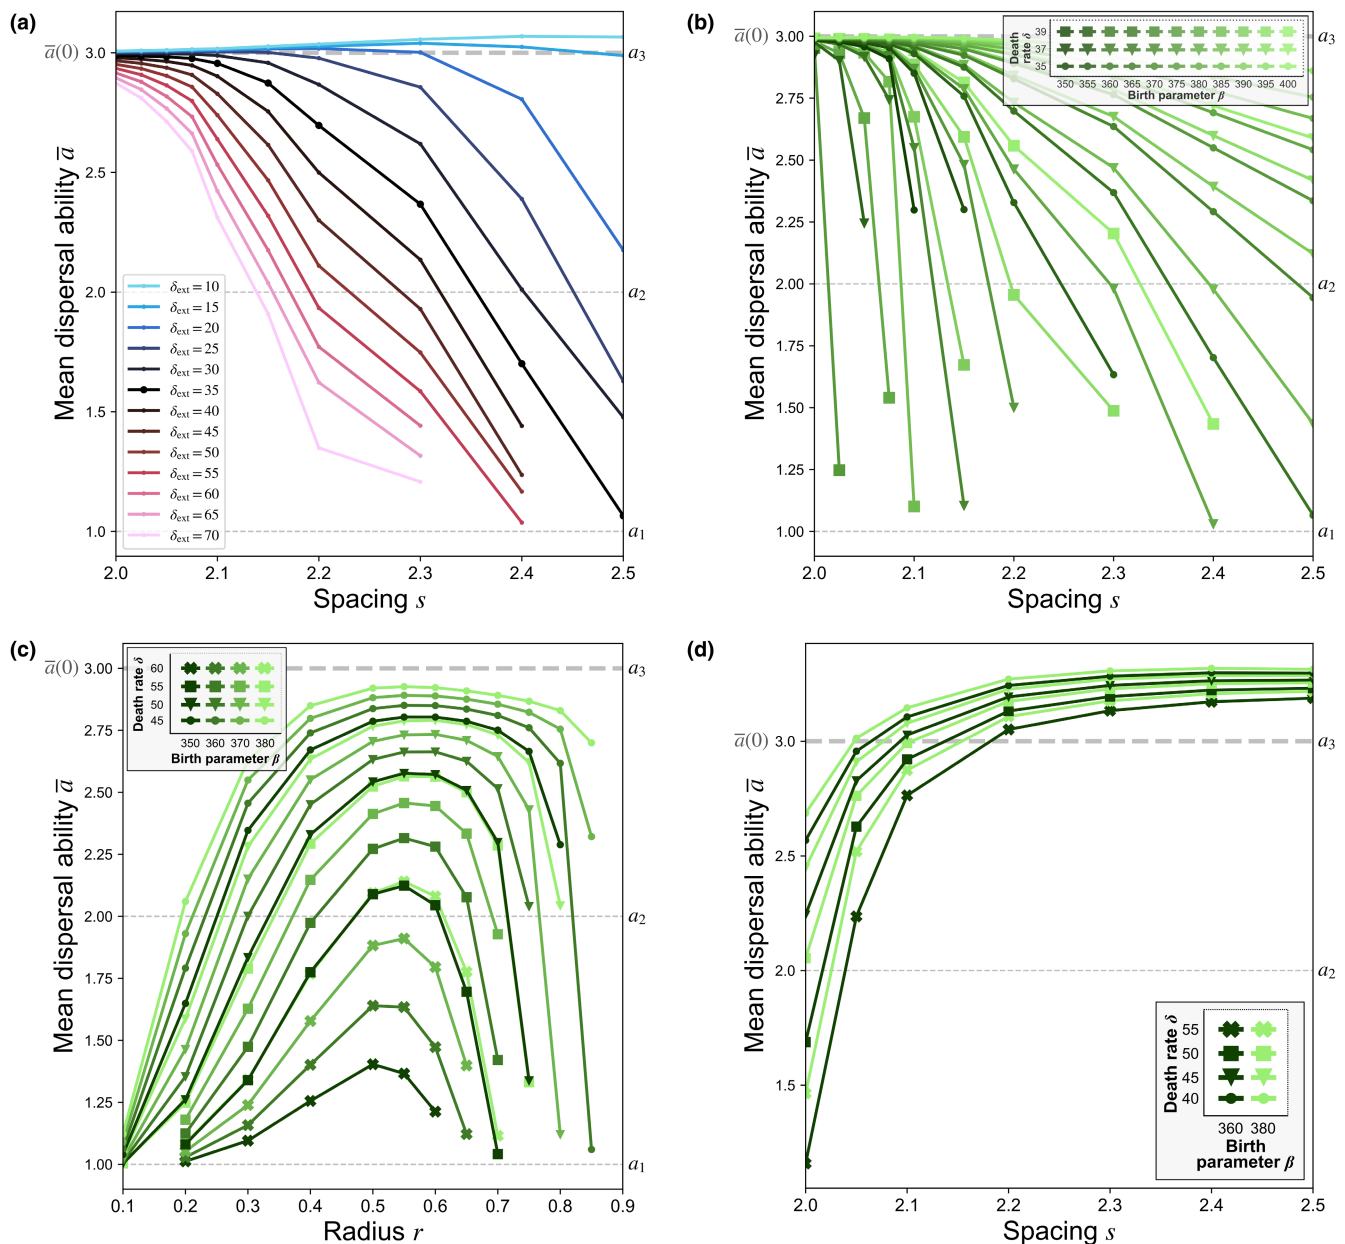 (a)
Mean dispersal ability a̅
a̅(0)
3.0
2.5
2.0
1.5
1.0
a₃
a₂
a₁
δext = 10
δext = 15
δext = 20
δext = 25
δext = 30
δext = 35
δext = 40
δext = 45
δext = 50
δext = 55
δext = 60
δext = 65
δext = 70
2.0 2.1 2.2 2.3 2.4 2.5
Spacing s
(b)
Mean dispersal ability a̅
a̅(0)
3.00
2.75
2.50
2.25
2.00
1.75
1.50
1.25
1.00
a₃
a₂
a₁
Death
rate δ
39
37
35
350 355 360 365 370 375 380 385 390 395 400
Birth parameter β
2.0 2.1 2.2 2.3 2.4 2.5
Spacing s
(c)
Mean dispersal ability a̅
a̅(0)
3.00
2.75
2.50
2.25
2.00
1.75
1.50
1.25
1.00
a₃
a₂
a₁
Death rate δ
60
55
50
45
350 360 370 380
Birth parameter β
0.1 0.2 0.3 0.4 0.5 0.6 0.7 0.8 0.9
Radius r
(d)
Mean dispersal ability a̅
a̅(0)
3.0
2.5
2.0
1.5
a₃
a₂
Death rate δ
55
50
45
40
360 380
Birth
parameter β
2.0 2.1 2.2 2.3 2.4 2.5
Spacing s